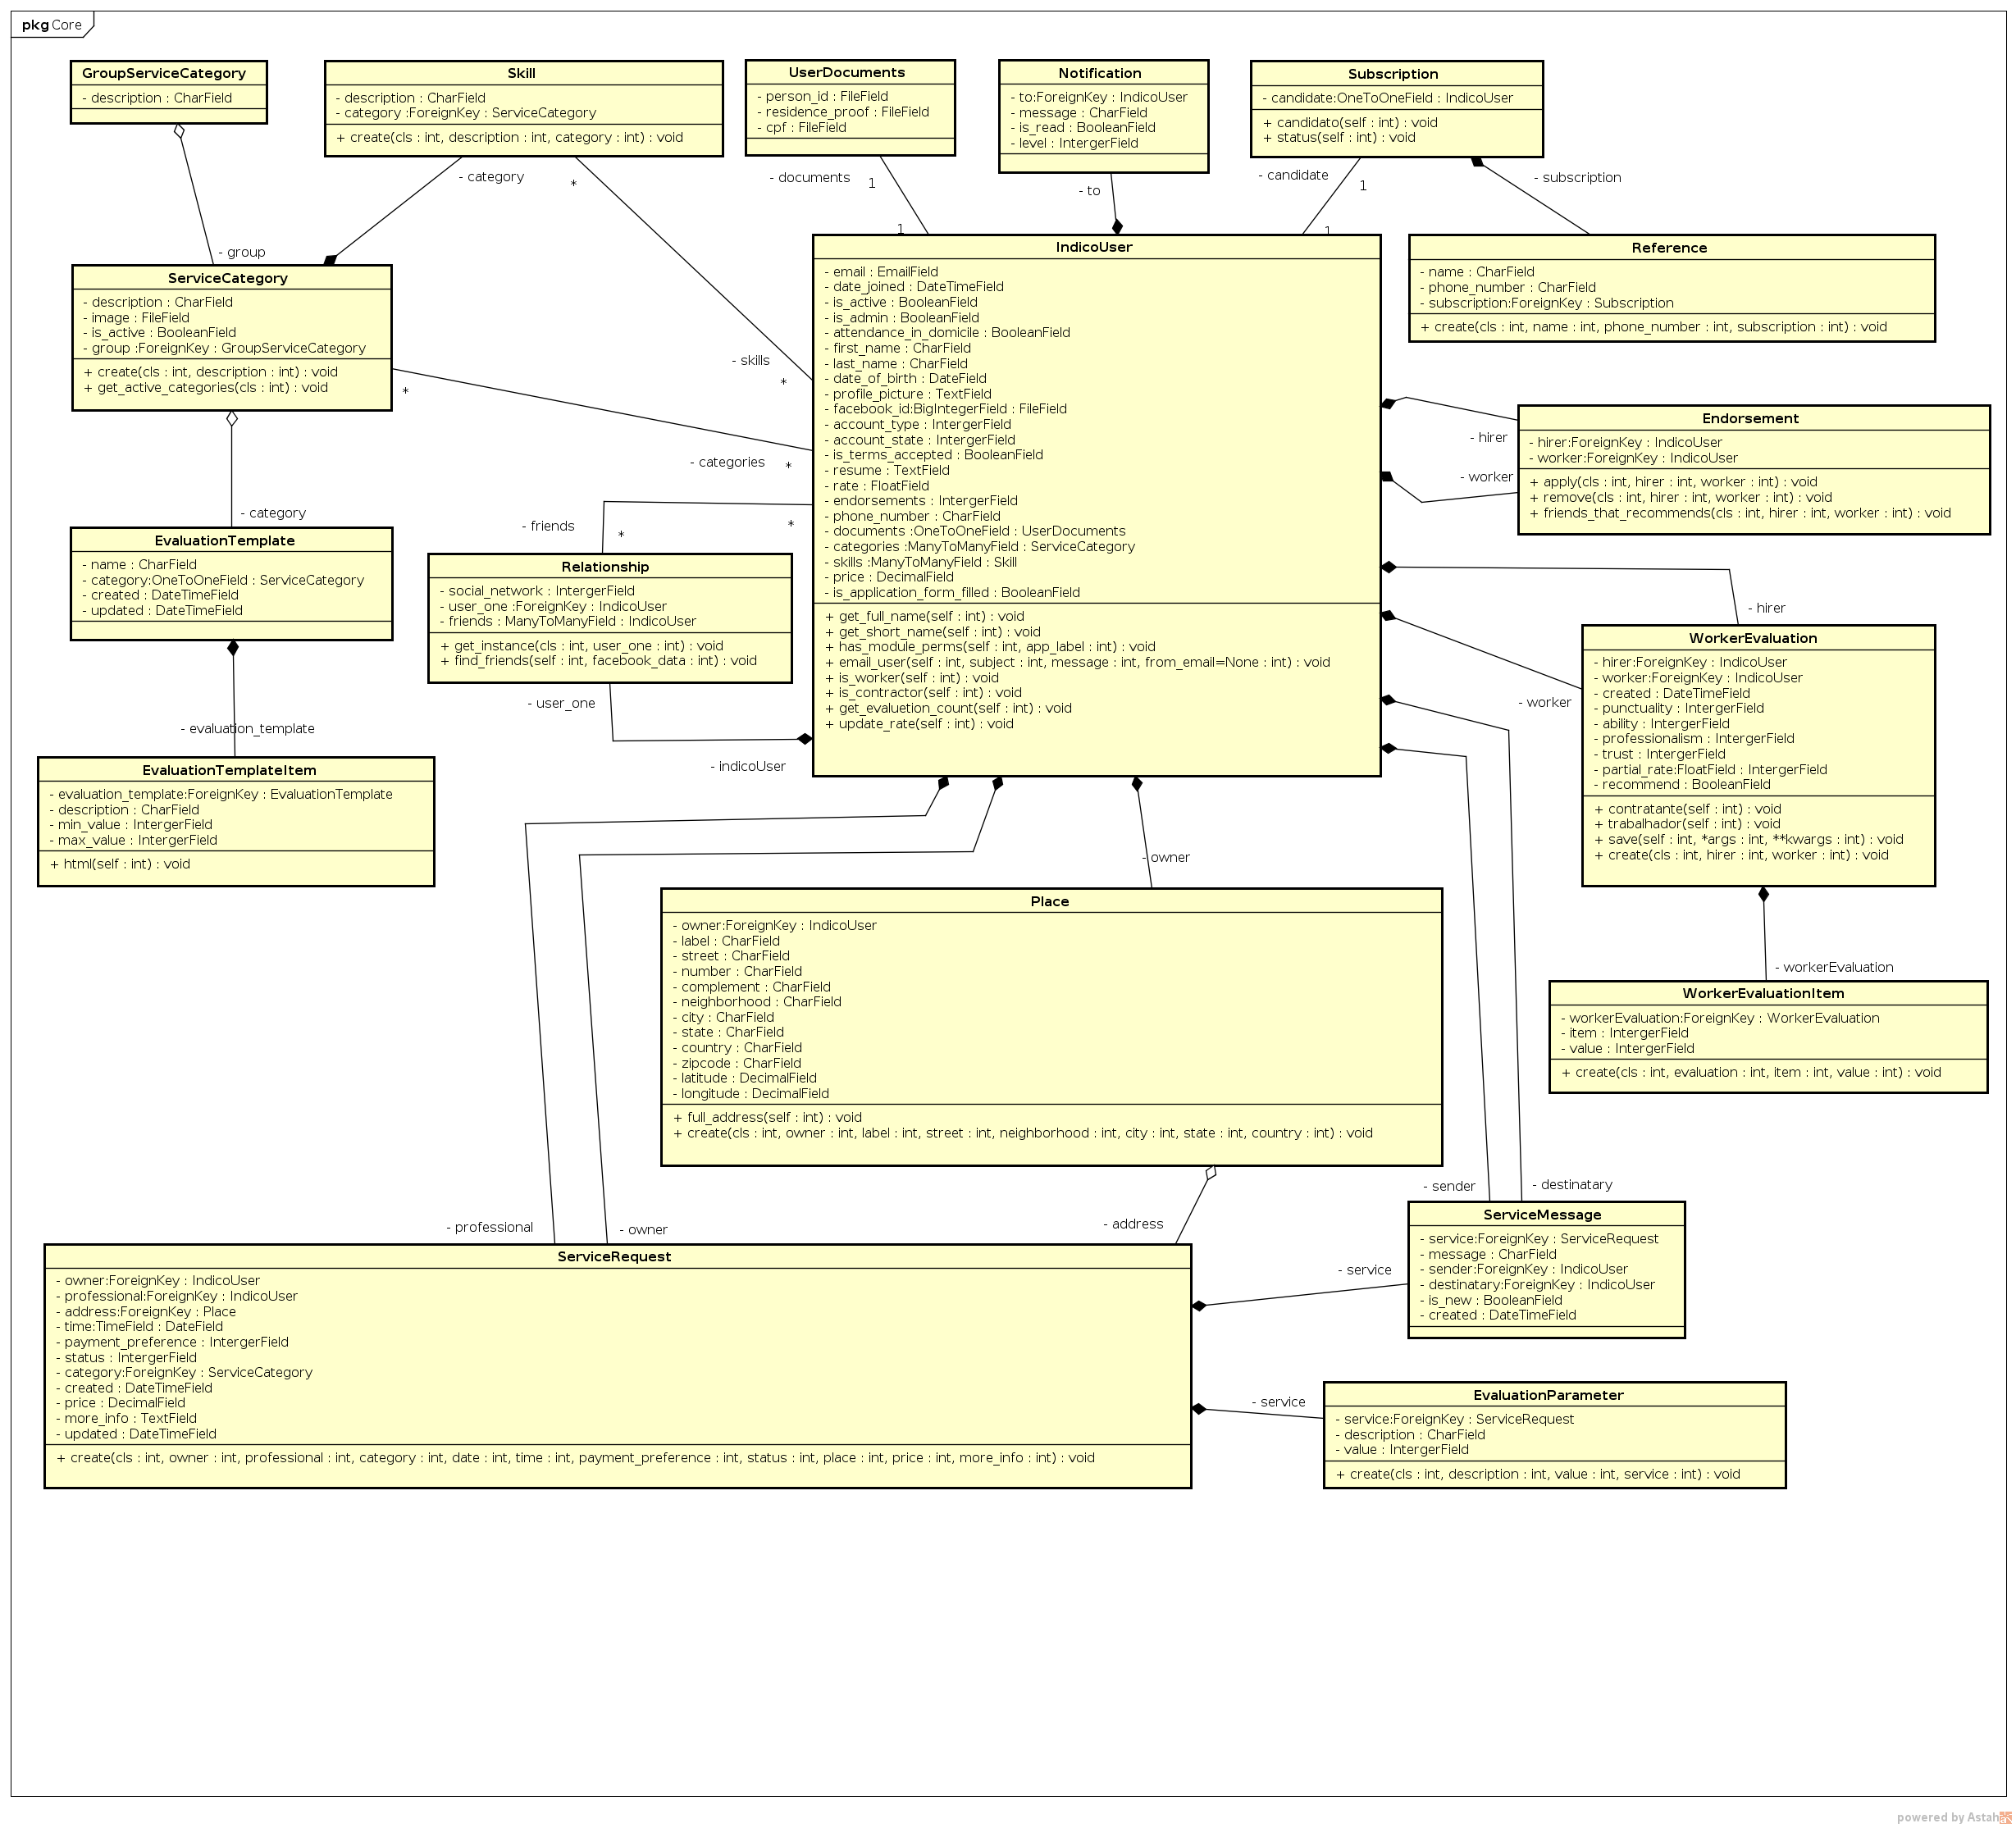 pkg Core
GroupServiceCategory
- description : CharField
Skill
- description : CharField
- category :ForeignKey : ServiceCategory
+ create(cls : int, description : int, category : int) : void
UserDocuments
- person_id : FileField
- residence_proof : FileField
- cpf : FileField
Notification
- to:ForeignKey : IndicoUser
- message : CharField
- is_read : BooleanField
- level : IntergerField
Subscription
- candidate:OneToOneField : IndicoUser
+ candidato(self : int) : void
+ status(self : int) : void
- category
*
- documents
1
1
- to
- candidate
1
1
- subscription
- group
ServiceCategory
- description : CharField
- image : FileField
- is_active : BooleanField
- group :ForeignKey : GroupServiceCategory
+ create(cls : int, description : int) : void
+ get_active_categories(cls : int) : void
IndicoUser
- email : EmailField
- date_joined : DateTimeField
- is_active : BooleanField
- is_admin : BooleanField
- attendance_in_domicile : BooleanField
- first_name : CharField
- last_name : CharField
- date_of_birth : DateField
- profile_picture : TextField
- facebook_id:BigIntegerField : FileField
- account_type : IntergerField
- account_state : IntergerField
- is_terms_accepted : BooleanField
- resume : TextField
- rate : FloatField
- endorsements : IntergerField
- phone_number : CharField
- documents :OneToOneField : UserDocuments
- categories :ManyToManyField : ServiceCategory
- skills :ManyToManyField : Skill
- price : DecimalField
- is_application_form_filled : BooleanField
+ get_full_name(self : int) : void
+ get_short_name(self : int) : void
+ has_module_perms(self : int, app_label : int) : void
+ email_user(self : int, subject : int, message : int, from_email=None : int) : void
+ is_worker(self : int) : void
+ is_contractor(self : int) : void
+ get_evaluetion_count(self : int) : void
+ update_rate(self : int) : void
Reference
- name : CharField
- phone_number : CharField
- subscription:ForeignKey : Subscription
+ create(cls : int, name : int, phone_number : int, subscription : int) : void
- skills
*
*
- categories
*
- hirer
- worker
Endorsement
- hirer:ForeignKey : IndicoUser
- worker:ForeignKey : IndicoUser
+ apply(cls : int, hirer : int, worker : int) : void
+ remove(cls : int, hirer : int, worker : int) : void
+ friends_that_recommends(cls : int, hirer : int, worker : int) : void
- category
EvaluationTemplate
- name : CharField
- category:OneToOneField : ServiceCategory
- created : DateTimeField
- updated : DateTimeField
- friends
*
*
Relationship
- social_network : IntergerField
- user_one :ForeignKey : IndicoUser
- friends : ManyToManyField : IndicoUser
+ get_instance(cls : int, user_one : int) : void
+ find_friends(self : int, facebook_data : int) : void
- user_one
- indicoUser
- hirer
- worker
WorkerEvaluation
- hirer:ForeignKey : IndicoUser
- worker:ForeignKey : IndicoUser
- created : DateTimeField
- punctuality : IntergerField
- ability : IntergerField
- professionalism : IntergerField
- trust : IntergerField
- partial_rate:FloatField : IntergerField
- recommend : BooleanField
+ contratante(self : int) : void
+ trabalhador(self : int) : void
+ save(self : int, *args : int, **kwargs : int) : void
+ create(cls : int, hirer : int, worker : int) : void
- evaluation_template
EvaluationTemplateItem
- evaluation_template:ForeignKey : EvaluationTemplate
- description : CharField
- min_value : IntergerField
- max_value : IntergerField
+ html(self : int) : void
- owner
Place
- owner:ForeignKey : IndicoUser
- label : CharField
- street : CharField
- number : CharField
- complement : CharField
- neighborhood : CharField
- city : CharField
- state : CharField
- country : CharField
- zipcode : CharField
- latitude : DecimalField
- longitude : DecimalField
+ full_address(self : int) : void
+ create(cls : int, owner : int, label : int, street : int, neighborhood : int, city : int, state : int, country : int) : void
- workerEvaluation
WorkerEvaluationItem
- workerEvaluation:ForeignKey : WorkerEvaluation
- item : IntergerField
- value : IntergerField
+ create(cls : int, evaluation : int, item : int, value : int) : void
- professional
- owner
- address
- sender
- destinatary
ServiceRequest
- owner:ForeignKey : IndicoUser
- professional:ForeignKey : IndicoUser
- address:ForeignKey : Place
- time:TimeField : DateField
- payment_preference : IntergerField
- status : IntergerField
- category:ForeignKey : ServiceCategory
- created : DateTimeField
- price : DecimalField
- more_info : TextField
- updated : DateTimeField
+ create(cls : int, owner : int, professional : int, category : int, date : int, time : int, payment_preference : int, status : int, place : int, price : int, more_info : int) : void
- service
ServiceMessage
- service:ForeignKey : ServiceRequest
- message : CharField
- sender:ForeignKey : IndicoUser
- destinatary:ForeignKey : IndicoUser
- is_new : BooleanField
- created : DateTimeField
- service
EvaluationParameter
- service:ForeignKey : ServiceRequest
- description : CharField
- value : IntergerField
+ create(cls : int, description : int, value : int, service : int) : void
powered by Astah